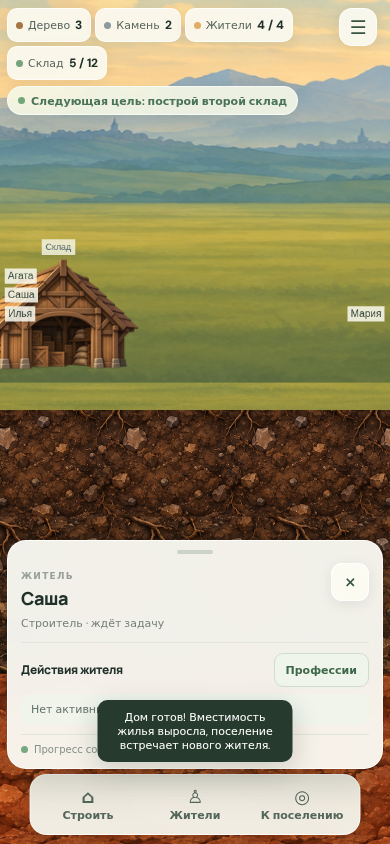 Дерево 3
Камень 2
Жители 4 / 4
☰
Склад 5 / 12
Следующая цель: построй второй склад
Склад
Агата
Саша
Илья
Мария
ЖИТЕЛЬ
×
Саша
Строитель · ждёт задачу
Действия жителя
Профессии
Нет активн
Дом готов! Вместимость
жилья выросла, поселение
встречает нового жителя.
Прогресс со
Строить
Жители
К поселению